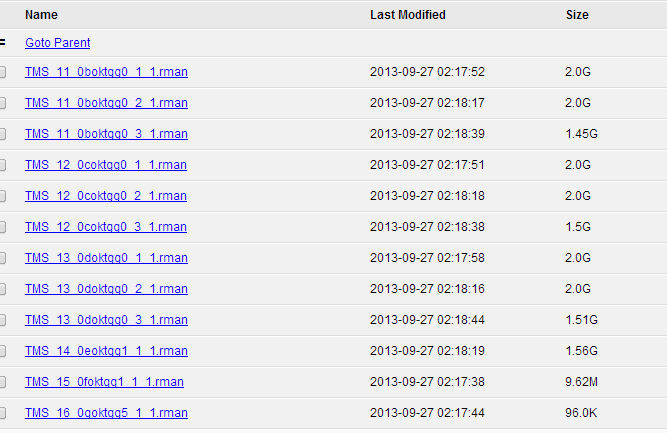 Name Last Modified Size
Goto Parent
TMS_11_0boktgg0_1_1.rman 2013-09-27 02:17:52 2.0G
TMS_11_0boktgg0_2_1.rman 2013-09-27 02:18:17 2.0G
TMS_11_0boktgg0_3_1.rman 2013-09-27 02:18:39 1.45G
TMS_12_0coktgg0_1_1.rman 2013-09-27 02:17:51 2.0G
TMS_12_0coktgg0_2_1.rman 2013-09-27 02:18:18 2.0G
TMS_12_0coktgg0_3_1.rman 2013-09-27 02:18:38 1.5G
TMS_13_0doktgg0_1_1.rman 2013-09-27 02:17:58 2.0G
TMS_13_0doktgg0_2_1.rman 2013-09-27 02:18:16 2.0G
TMS_13_0doktgg0_3_1.rman 2013-09-27 02:18:44 1.51G
TMS_14_0eoktgg1_1_1.rman 2013-09-27 02:18:19 1.56G
TMS_15_0foktgg1_1_1.rman 2013-09-27 02:17:38 9.62M
TMS_16_0goktgg5_1_1.rman 2013-09-27 02:17:44 96.0K